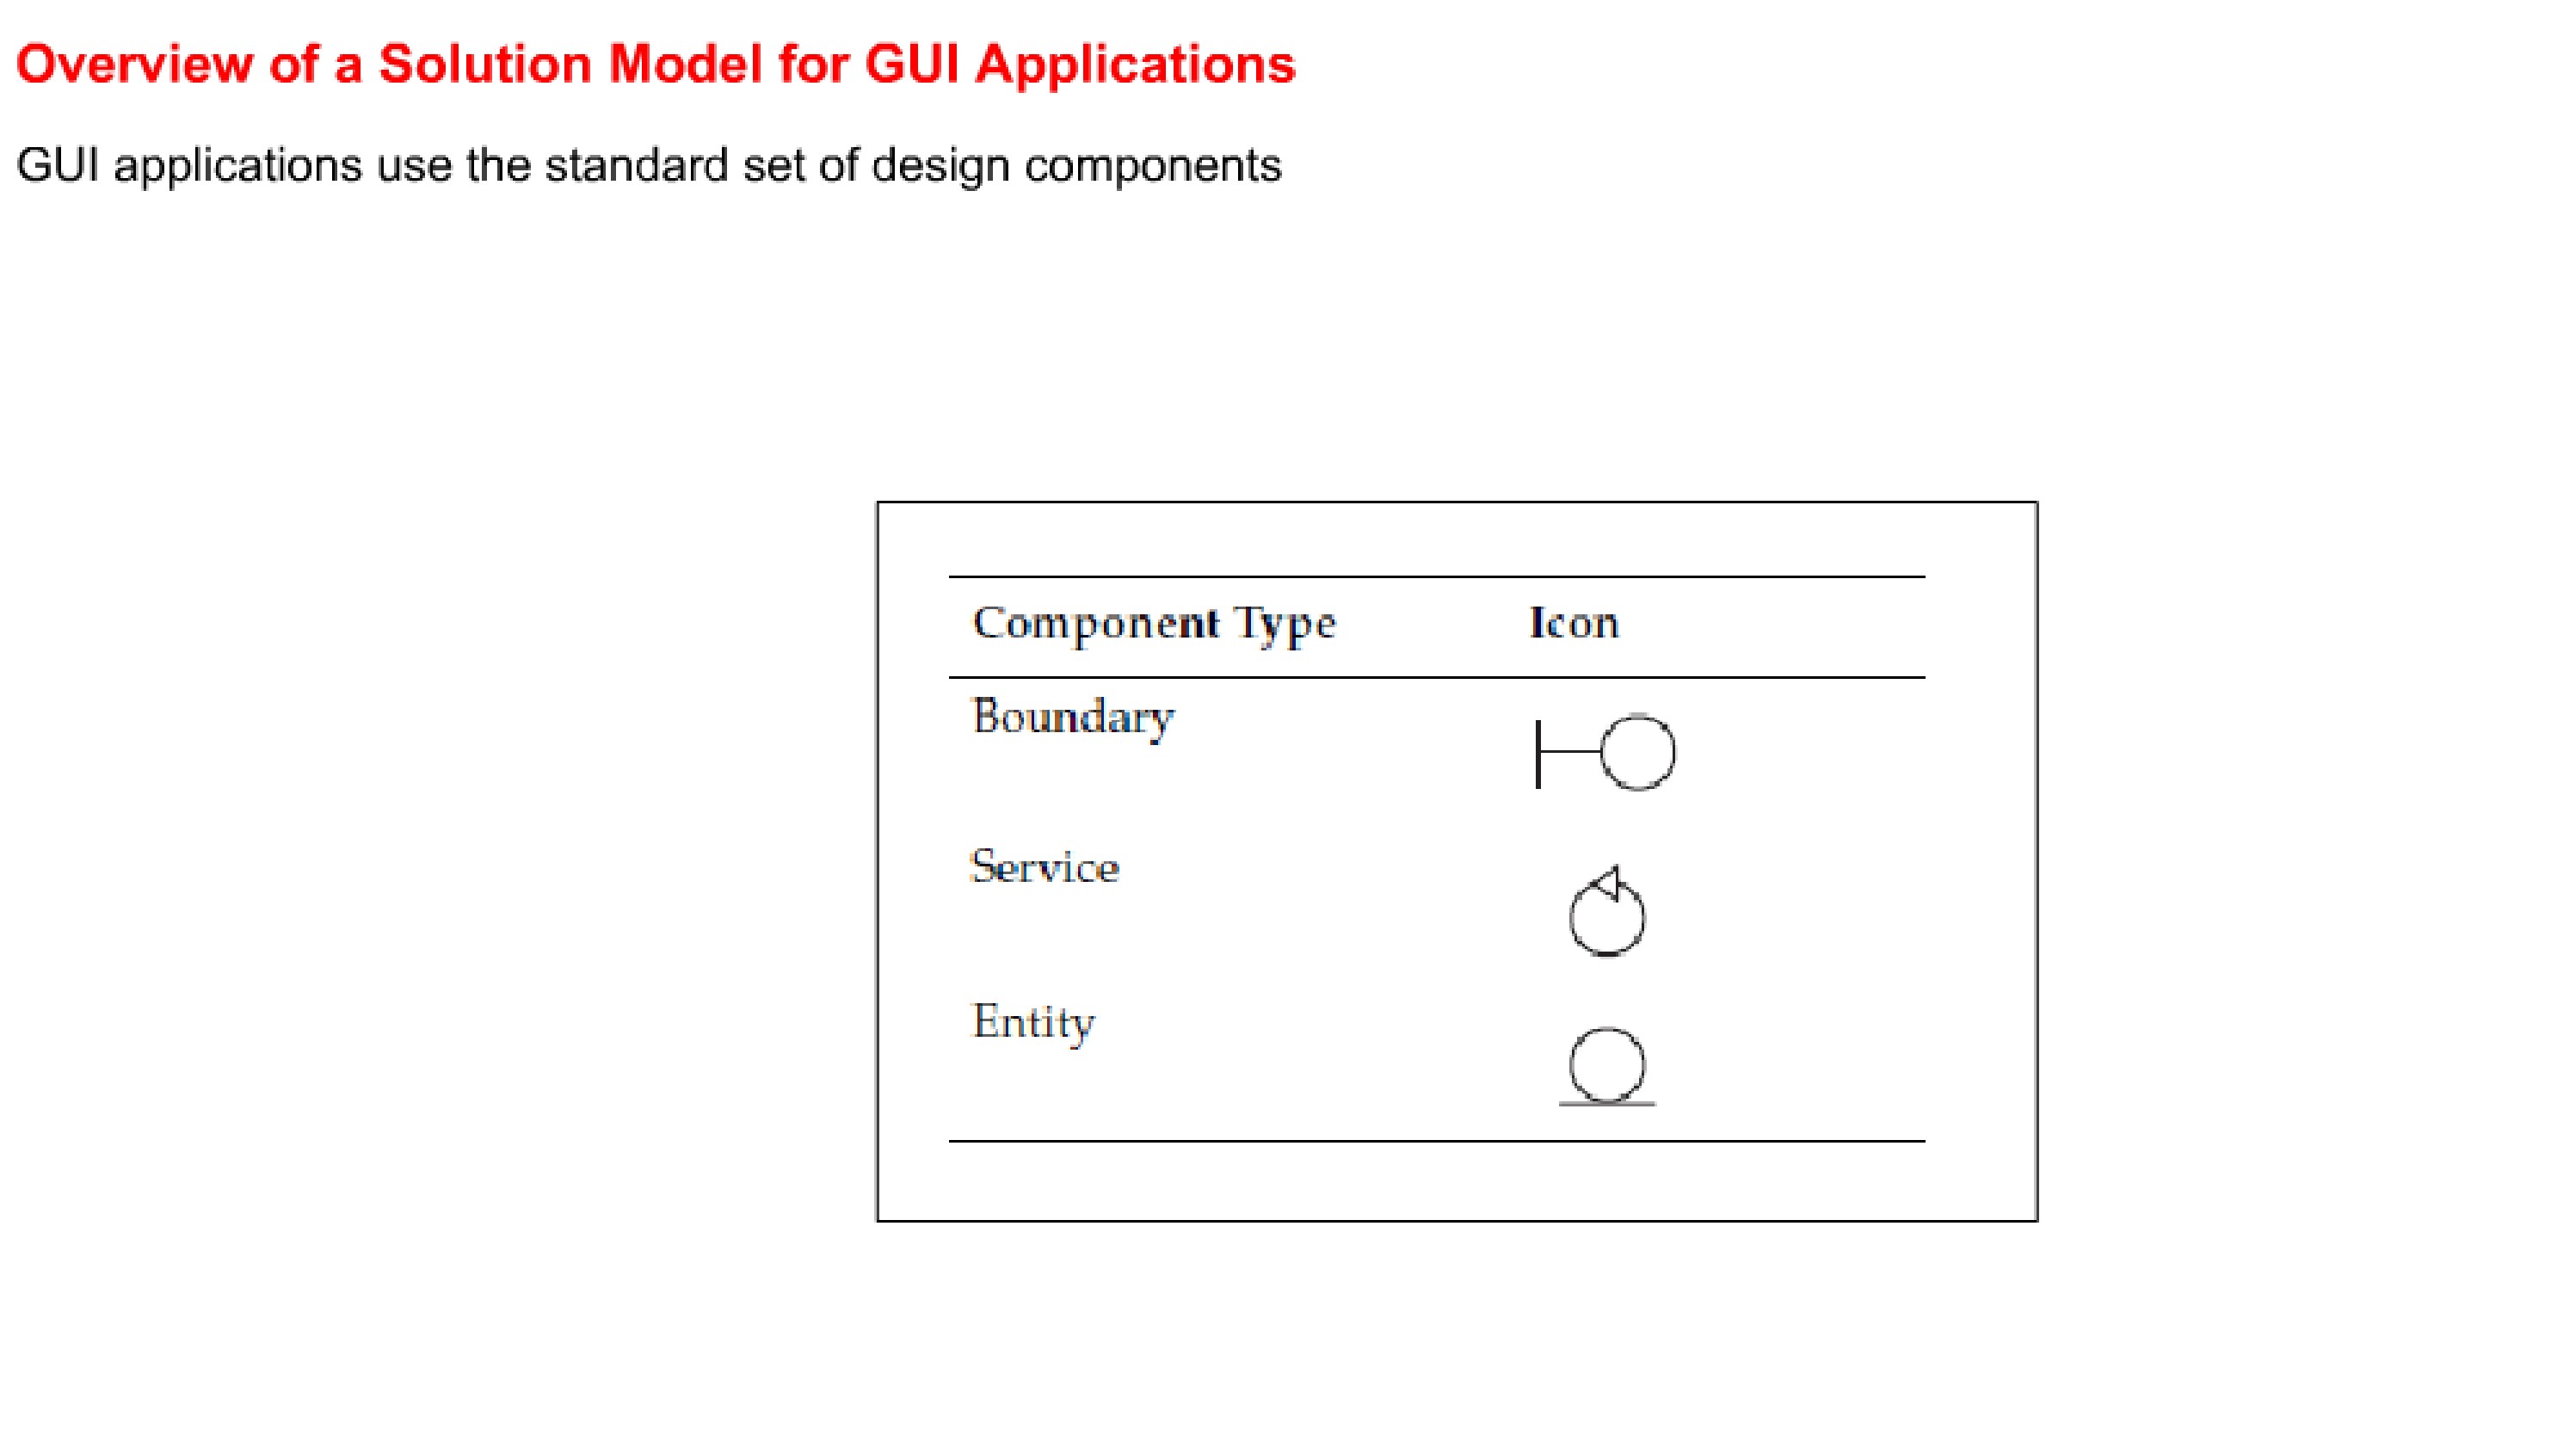 Overview of a Solution Model for GUI Applications
GUI applications use the standard set of design components
Component Type Icon
Boundary
Service
Entity